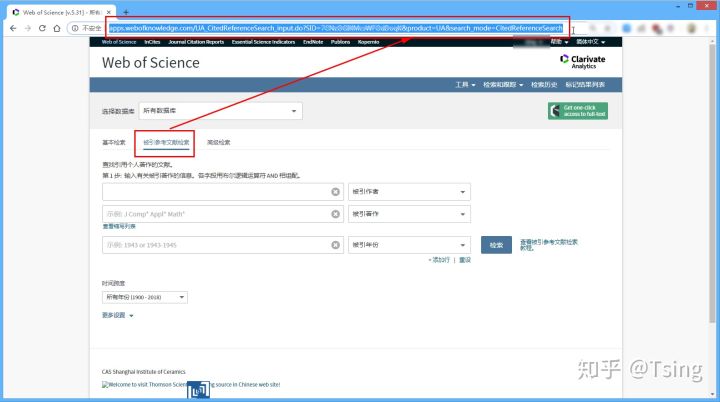 Web of Science [v.5.31] - 所有
不安全
apps.webofknowledge.com/UA_CitedReferenceSearch_input.do?SID=
&product=UA&search_mode=CitedReferenceSearch
Web of Science InCites Journal Citation Reports Essential Science Indicators EndNote Publons Kopernio
帮助 简体中文
Web of Science
Clarivate
Analytics
工具 检索和跟踪 检索历史 标记结果列表
选择数据库 所有数据库
Get one-click
access to full-text
基本检索 被引参考文献检索 高级检索
查找引用个人著作的文献。
第 1 步: 输入有关被引著作的信息。各字段用布尔逻辑运算符 AND 相组配。
被引作者
示例: J Comp* Appl* Math* 被引著作
查看缩写列表
示例: 1943 or 1943-1945 被引年份 检索 查看被引参考文献检索
教程。
+添加行 | 重设
时间跨度
所有年份 (1900 - 2018)
更多设置
CAS Shanghai Institute of Ceramics
Welcome to visit Thomson Scien
ng source in Chinese web site!
知乎 @Tsing